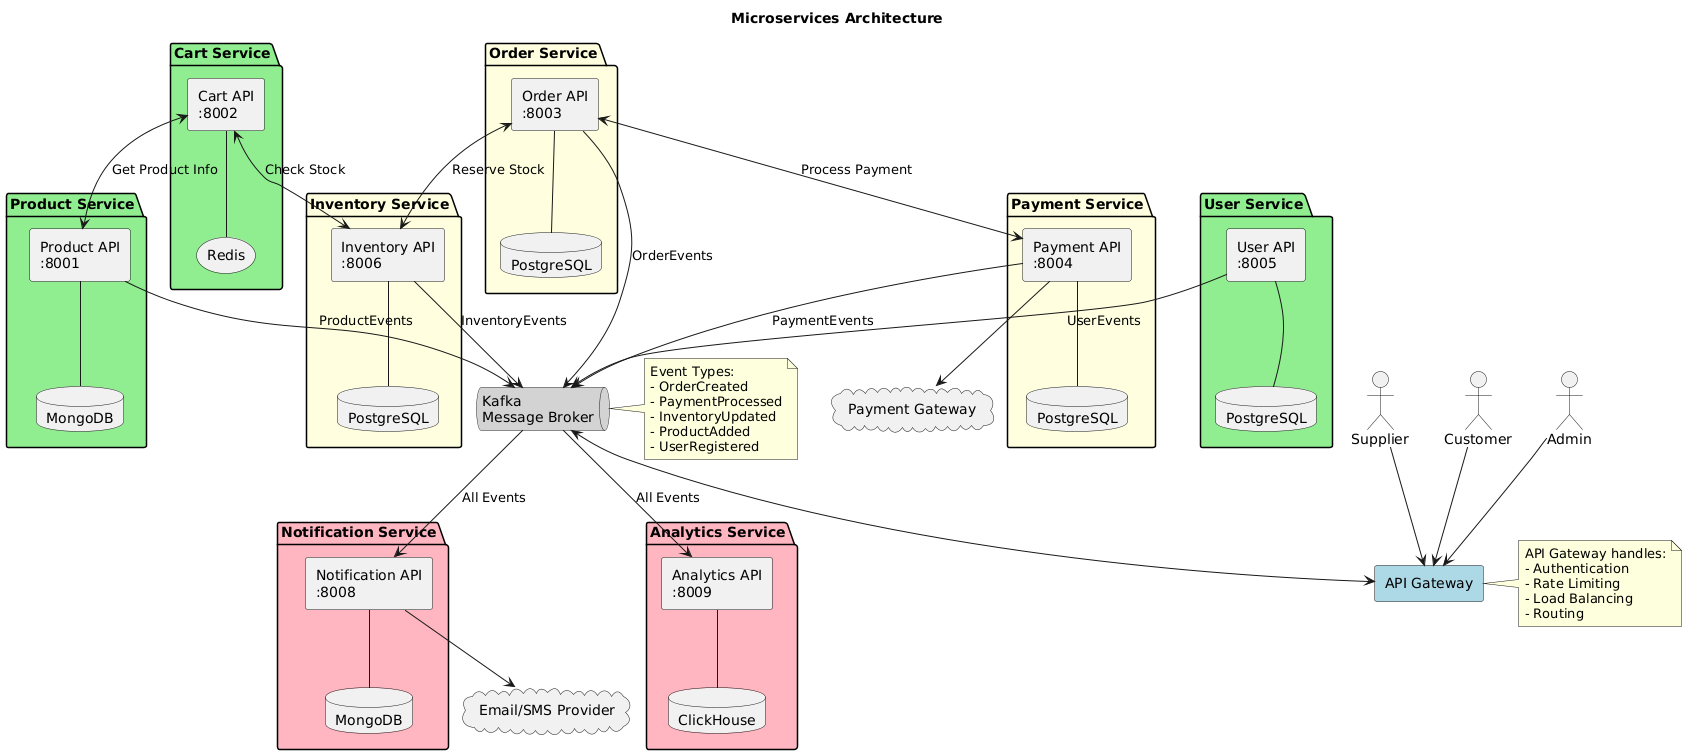 Microservices Architecture
Cart Service
Cart API
:8002
Redis
Order Service
Order API
:8003
PostgreSQL
Get Product Info
Check Stock
Reserve Stock
Process Payment
Product Service
Product API
:8001
MongoDB
Inventory Service
Inventory API
:8006
PostgreSQL
Payment Service
Payment API
:8004
PostgreSQL
User Service
User API
:8005
PostgreSQL
OrderEvents
ProductEvents
InventoryEvents
PaymentEvents
UserEvents
Kafka
Message Broker
Event Types:
- OrderCreated
- PaymentProcessed
- InventoryUpdated
- ProductAdded
- UserRegistered
Payment Gateway
Supplier
Customer
Admin
All Events
All Events
Notification Service
Notification API
:8008
MongoDB
Email/SMS Provider
Analytics Service
Analytics API
:8009
ClickHouse
API Gateway
API Gateway handles:
- Authentication
- Rate Limiting
- Load Balancing
- Routing